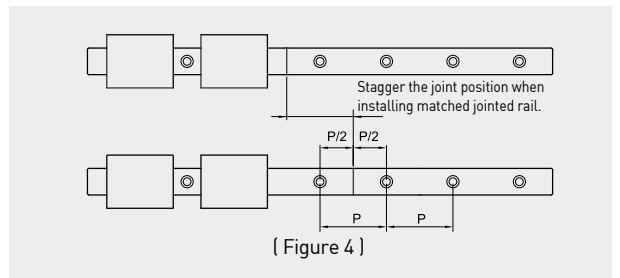 Stagger the joint position when
installing matched jointed rail.
P/2 P/2
P P
( Figure 4 )